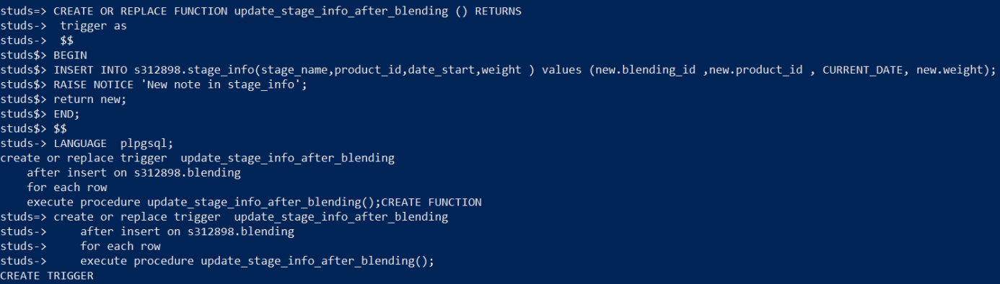 studs=> CREATE OR REPLACE FUNCTION update_stage_info_after_blending () RETURNS
studs->  trigger as
studs->  $$
studs$> BEGIN
studs$> INSERT INTO s312898.stage_info(stage_name,product_id,date_start,weight ) values (new.blending_id ,new.product_id , CURRENT_DATE, new.weight);
studs$> RAISE NOTICE 'New note in stage_info';
studs$> return new;
studs$> END;
studs$> $$
studs-> LANGUAGE  plpgsql;
create or replace trigger  update_stage_info_after_blending
    after insert on s312898.blending
    for each row
    execute procedure update_stage_info_after_blending();CREATE FUNCTION
studs=> create or replace trigger  update_stage_info_after_blending
studs->     after insert on s312898.blending
studs->     for each row
studs->     execute procedure update_stage_info_after_blending();
CREATE TRIGGER